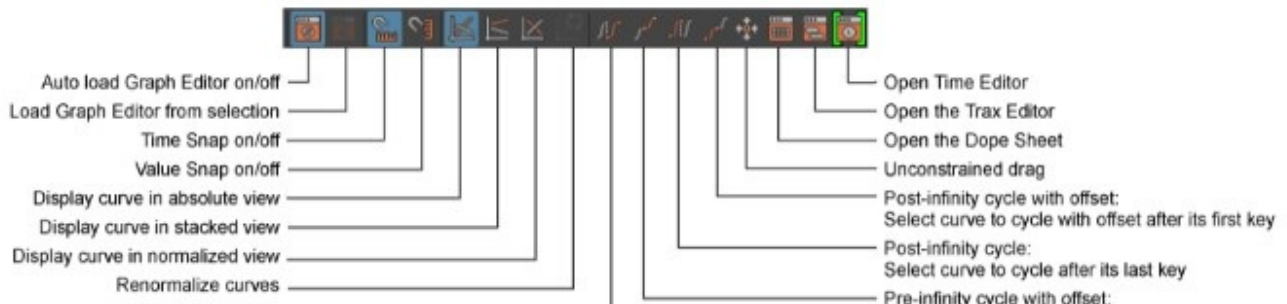 Auto load Graph Editor on/off
Load Graph Editor from selection
Time Snap on/off
Value Snap on/off
Display curve in absolute view
Display curve in stacked view
Display curve in normalized view
Renormalize curves
Open Time Editor
Open the Trax Editor
Open the Dope Sheet
Unconstrained drag
Post-infinity cycle with offset:
Select curve to cycle with offset after its first key
Post-infinity cycle:
Select curve to cycle after its last key
Pre-infinity cycle with offset: